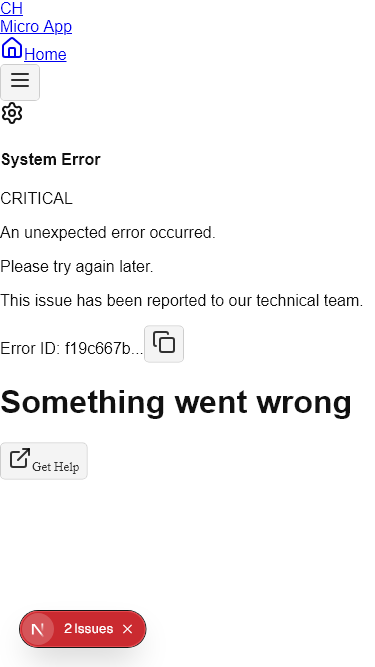 CH
Micro App
Home
System Error
CRITICAL
An unexpected error occurred.
Please try again later.
This issue has been reported to our technical team.
Error ID: f19c667b...
Something went wrong
Get Help
N 2 Issues